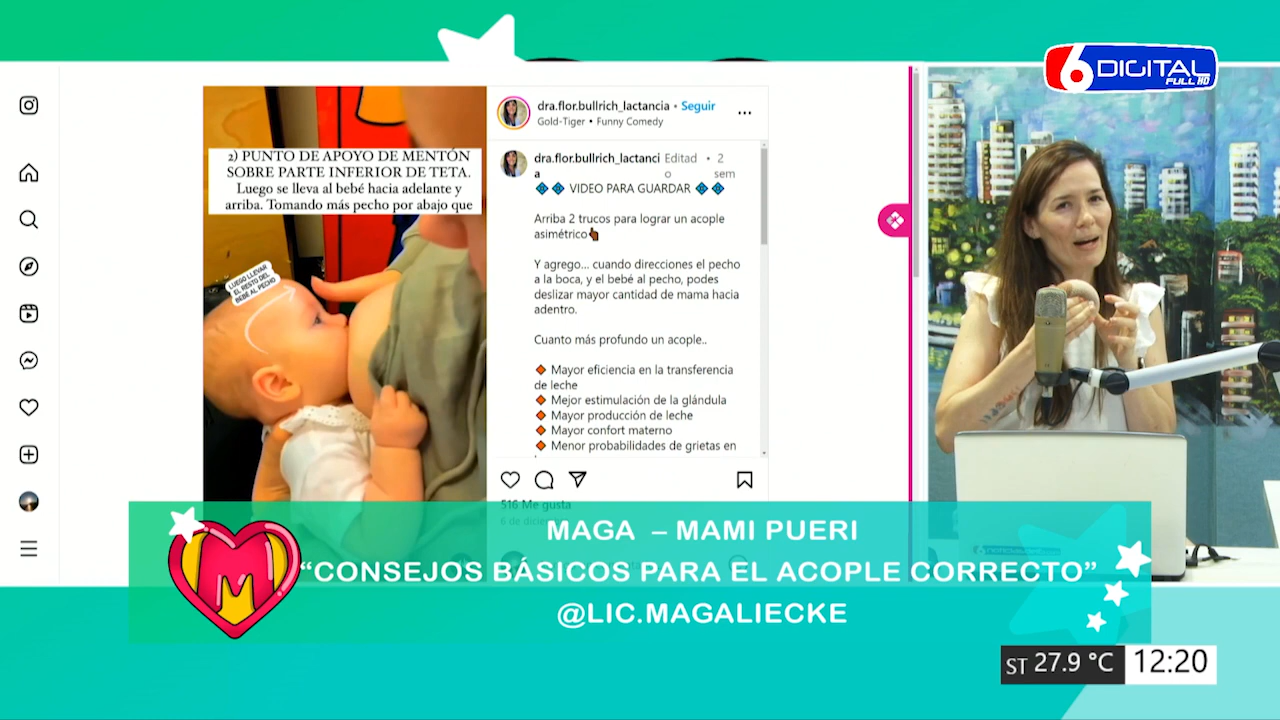 6 DIGITAL
FULL HD
dra.flor.bullrich_lactancia • Seguir
Gold-Tiger • Funny Comedy
2) PUNTO DE APOYO DE MENTÓN
SOBRE PARTE INFERIOR DE TETA.
Luego se lleva al bebé hacia adelante y
arriba. Tomando más pecho por abajo que
LUEGO LLEVAR
EL RESTO DEL
BEBÉ AL PECHO
dra.flor.bullrich_lactanci Editad • 2
a o sem
VIDEO PARA GUARDAR
Arriba 2 trucos para lograr un acople
asimétrico
Y agrego... cuando direcciones el pecho
a la boca, y el bebé al pecho, podes
deslizar mayor cantidad de mama hacia
adentro.
Cuanto más profundo un acople..
Mayor eficiencia en la transferencia
de leche
Mejor estimulación de la glándula
Mayor producción de leche
Mayor confort materno
Menor probabilidades de grietas en
516 Me gusta
6 de dicie
M
MAGA – MAMI PUERI
“CONSEJOS BÁSICOS PARA EL ACOPLE CORRECTO”
@LIC.MAGALIECKE
ST 27.9 °C 12:20